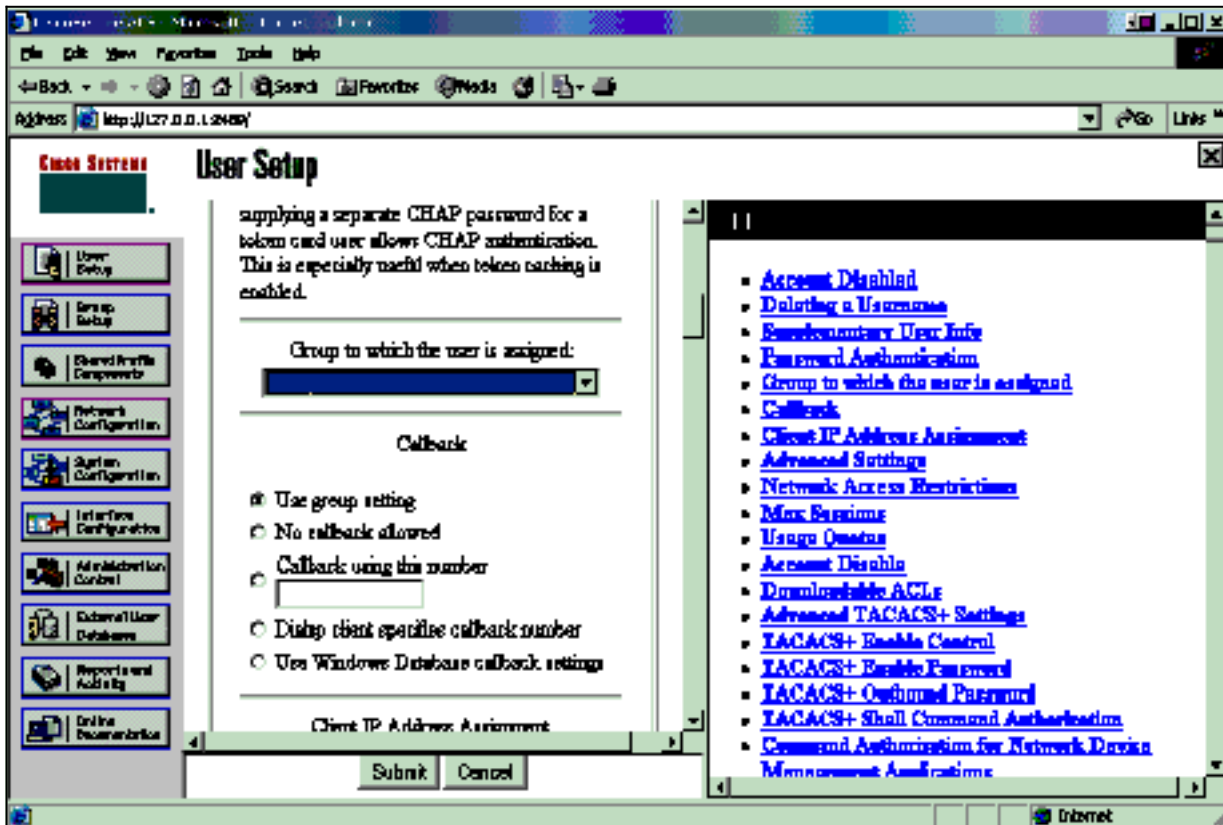 File Edit View Favorites Tools Help
Back Search Favorites Media
Address http://127.0.0.1:2469/ Go Links
CISCO SYSTEMS
User Setup
supplying a separate CHAP password for a
token card user allows CHAP authentication.
This is especially useful when token caching is
enabled.
Group to which the user is assigned:
Callback
Use group setting
No callback allowed
Callback using this number
Dialup client specifies callback number
Use Windows Database callback settings
Client IP Address Assignment
Submit Cancel
User
Setup
Group
Setup
Shared Profile
Components
Network
Configuration
System
Configuration
Interface
Configuration
Administration
Control
External User
Databases
Reports and
Activity
Online
Documentation
Account Disabled
Deleting a Username
Supplementary User Info
Password Authentication
Group to which the user is assigned
Callback
Client IP Address Assignment
Advanced Settings
Network Access Restrictions
Max Sessions
Usage Quotas
Account Disable
Downloadable ACLs
Advanced TACACS+ Settings
TACACS+ Enable Control
TACACS+ Enable Password
TACACS+ Outbound Password
TACACS+ Shell Command Authorization
Command Authorization for Network Device
Management Applications
Internet